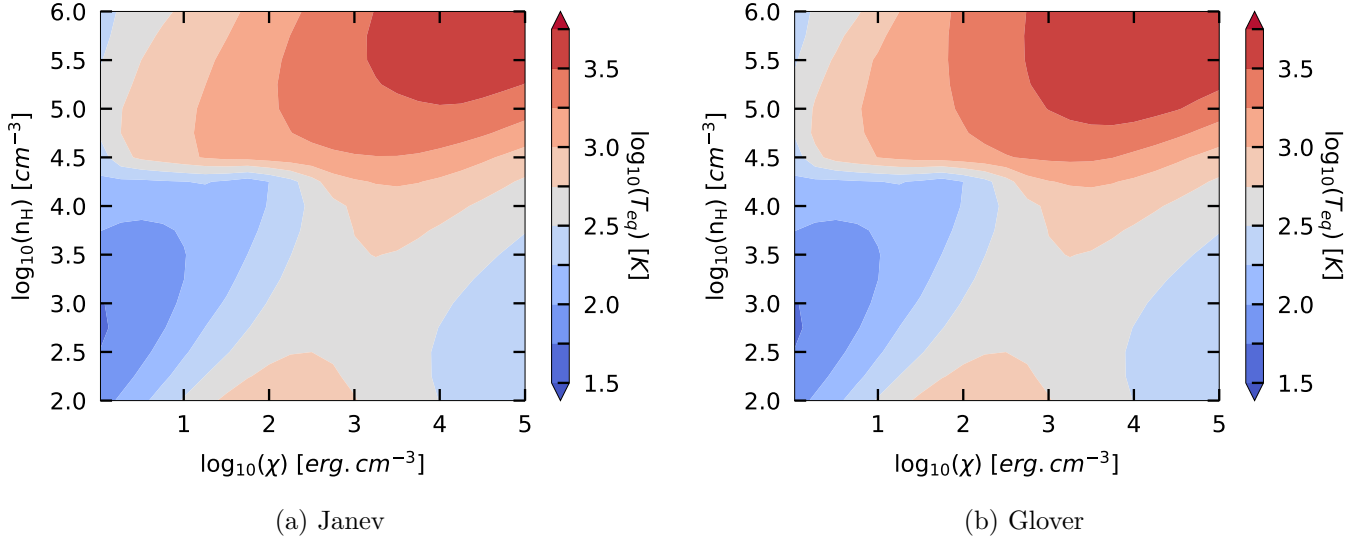 6.0
5.5
5.0
4.5
4.0
3.5
3.0
2.5
2.0
log₁₀(n_H) [cm⁻³]
1 2 3 4 5
log₁₀(χ) [erg.cm⁻³]
3.5
3.0
2.5
2.0
1.5
log₁₀(T_eq) [K]
(a) Janev
6.0
5.5
5.0
4.5
4.0
3.5
3.0
2.5
2.0
log₁₀(n_H) [cm⁻³]
1 2 3 4 5
log₁₀(χ) [erg.cm⁻³]
3.5
3.0
2.5
2.0
1.5
log₁₀(T_eq) [K]
(b) Glover